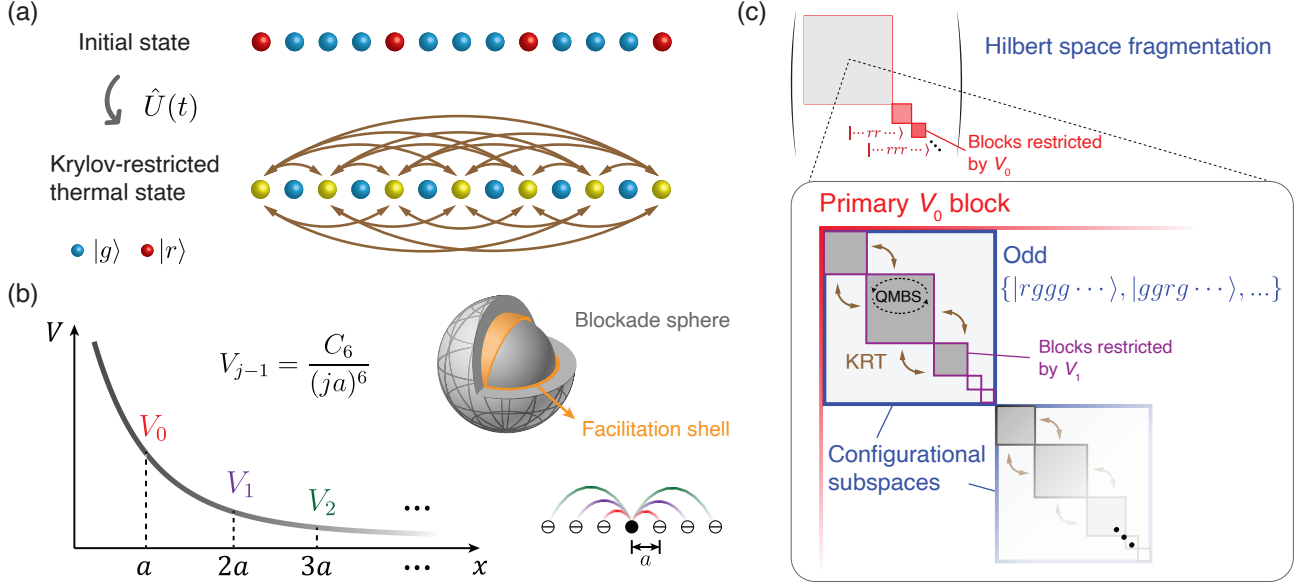 (a)
Initial state
Û(t)
Krylov-restricted
thermal state
|g⟩ |r⟩
(b)
V
V_{j−1} = C_6 / (ja)^6
V_0
V_1
V_2
...
a 2a 3a ... x
Blockade sphere
Facilitation shell
a
(c)
Hilbert space fragmentation
|⋯rr⋯⟩
|⋯rrr⋯⟩
Blocks restricted
by V_0
Primary V_0 block
Odd
{|rggg⋯⟩, |ggrg⋯⟩, ...}
QMBS
KRT
Blocks restricted
by V_1
Configurational
subspaces